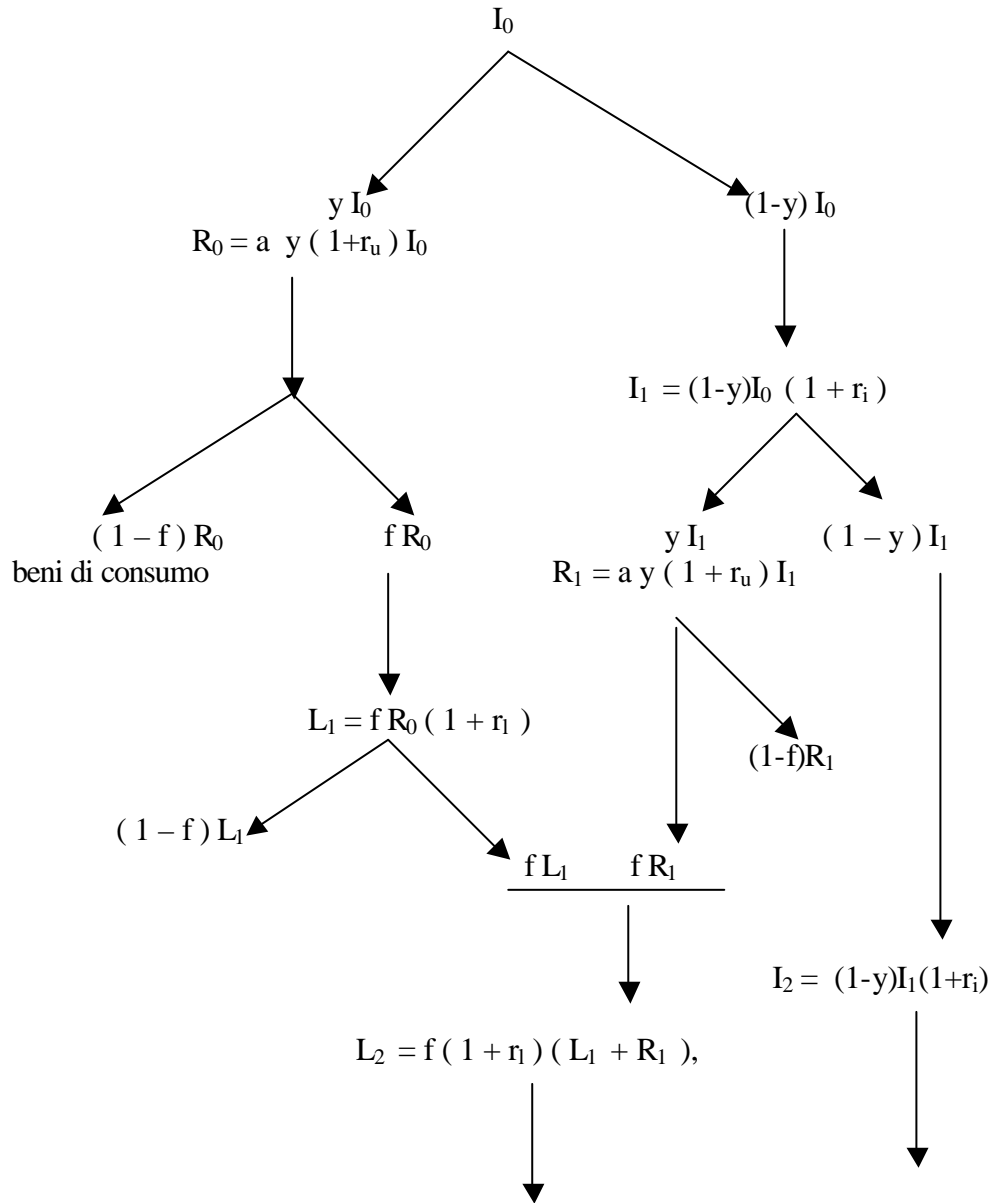 I₀
y I₀ (1-y) I₀
R₀ = a y ( 1+rᵤ ) I₀
I₁ = (1-y)I₀ ( 1 + rᵢ )
( 1 – f ) R₀ f R₀ y I₁ ( 1 – y ) I₁
beni di consumo R₁ = a y ( 1 + rᵤ ) I₁
L₁ = f R₀ ( 1 + r₁ )
(1-f)R₁
( 1 – f ) L₁
f L₁ f R₁
I₂ = (1-y)I₁(1+rᵢ)
L₂ = f ( 1 + r₁ ) ( L₁ + R₁ ),